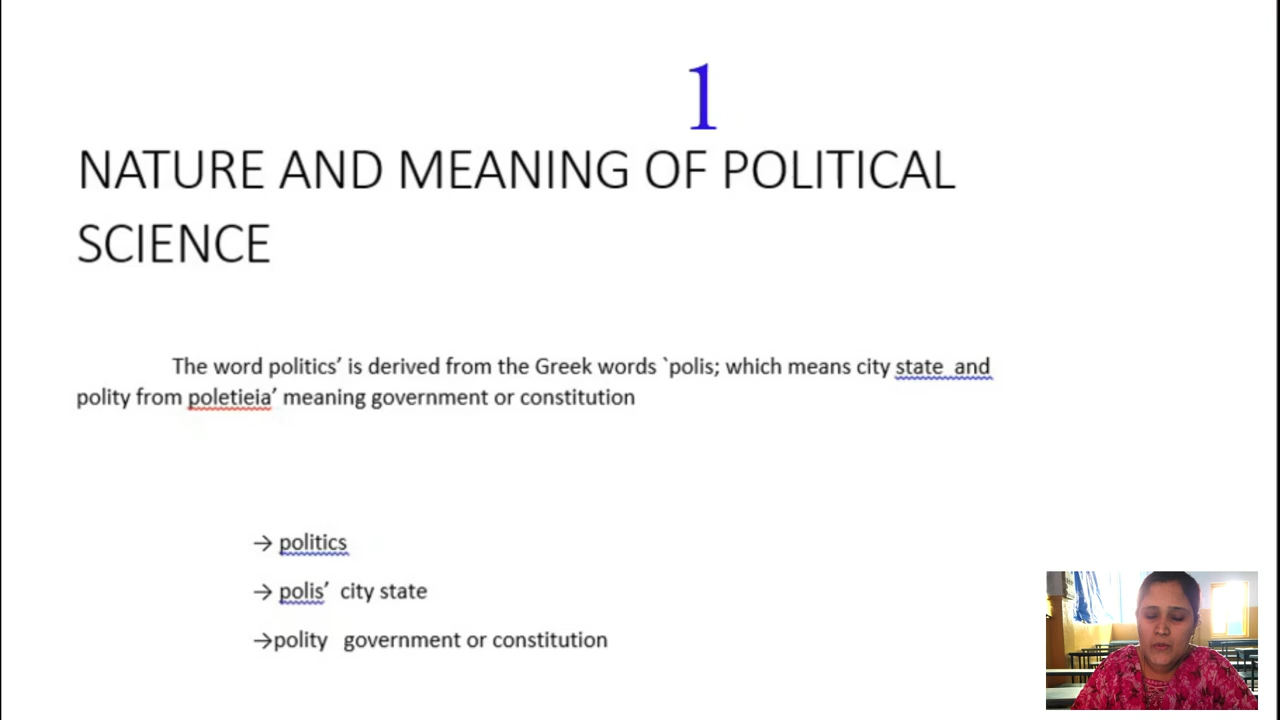 1
NATURE AND MEANING OF POLITICAL
SCIENCE
The word politics’ is derived from the Greek words `polis; which means city state  and
polity from poletieia’ meaning government or constitution
→ politics
→ polis’  city state
→polity   government or constitution